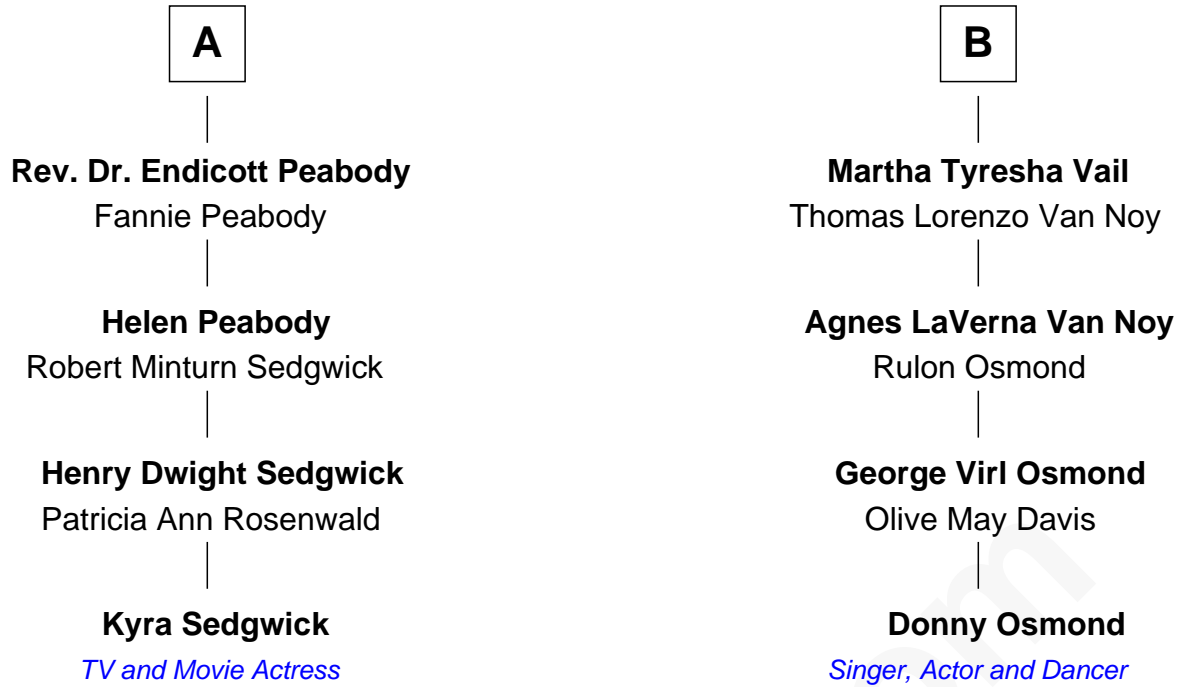 A
Rev. Dr. Endicott Peabody
Fannie Peabody
Helen Peabody
Robert Minturn Sedgwick
Henry Dwight Sedgwick
Patricia Ann Rosenwald
Kyra Sedgwick
TV and Movie Actress
B
Martha Tyresha Vail
Thomas Lorenzo Van Noy
Agnes LaVerna Van Noy
Rulon Osmond
George Virl Osmond
Olive May Davis
Donny Osmond
Singer, Actor and Dancer